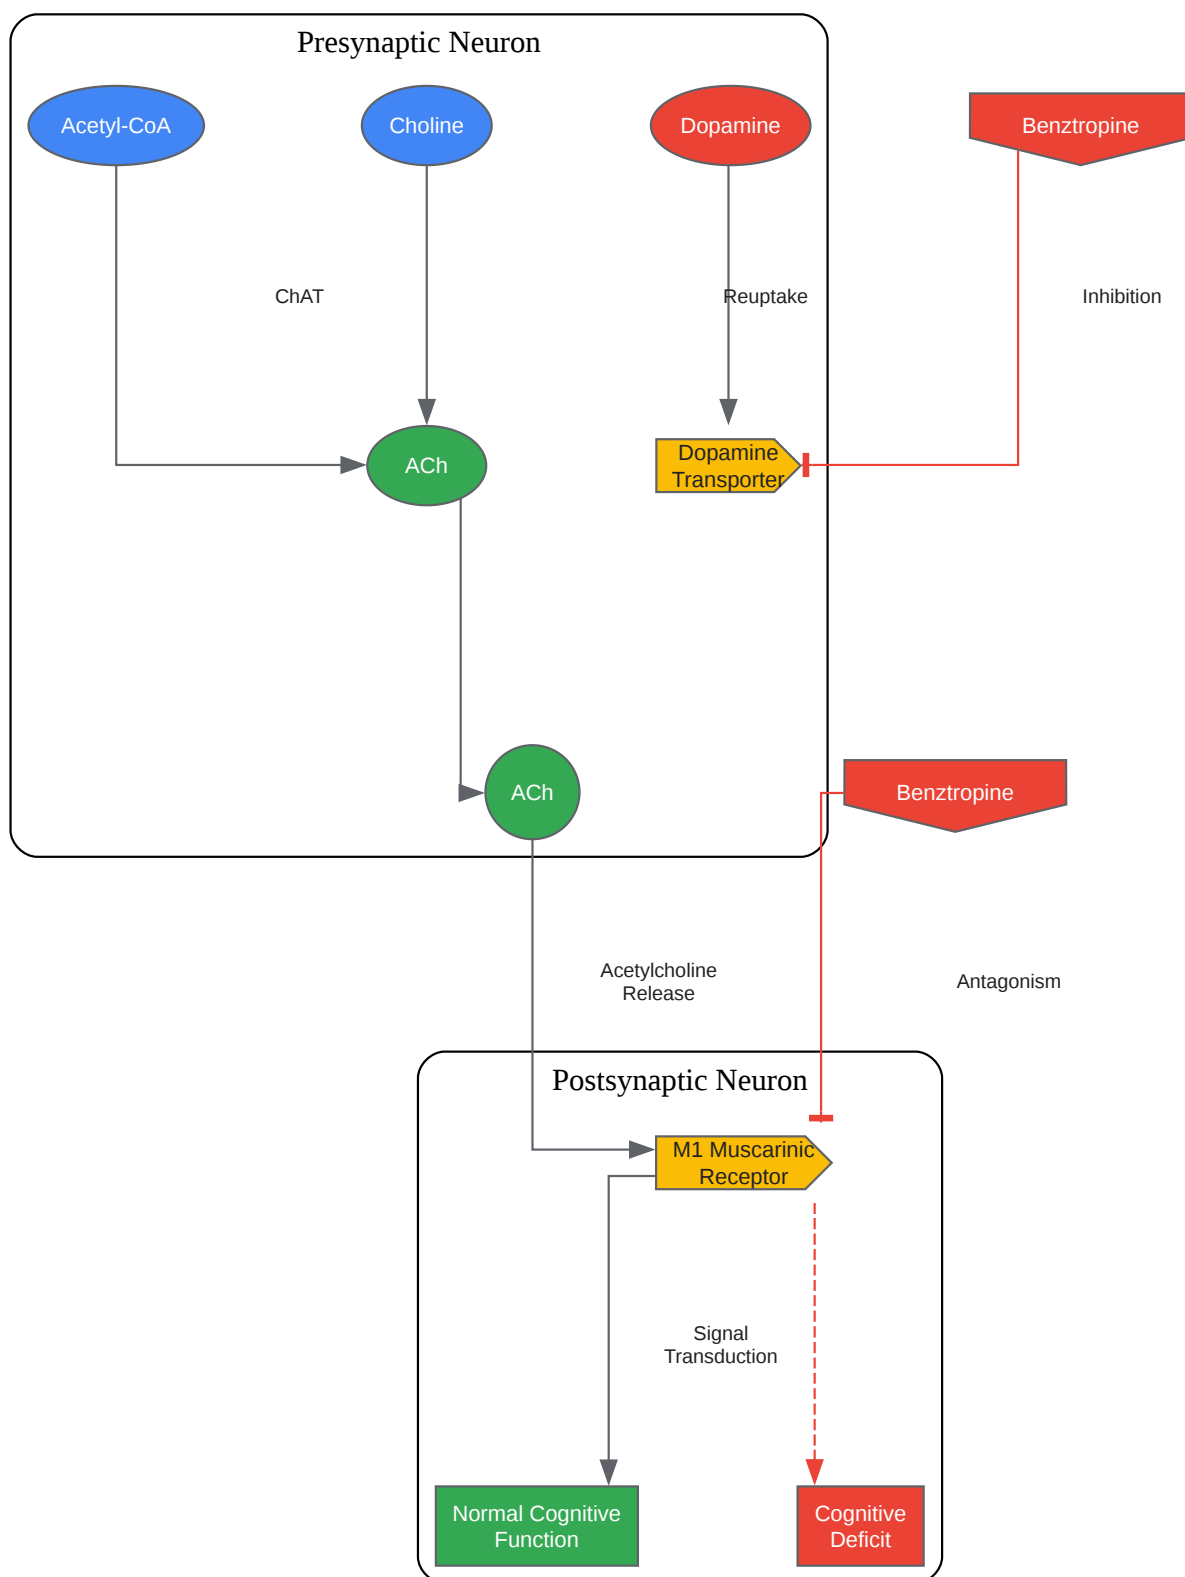 Presynaptic Neuron
Acetyl-CoA
Choline
Dopamine
Benztropine
ChAT
Reuptake
Inhibition
ACh
Dopamine
Transporter
ACh
Benztropine
Acetylcholine
Release
Antagonism
Postsynaptic Neuron
M1 Muscarinic
Receptor
Signal
Transduction
Normal Cognitive
Function
Cognitive
Deficit